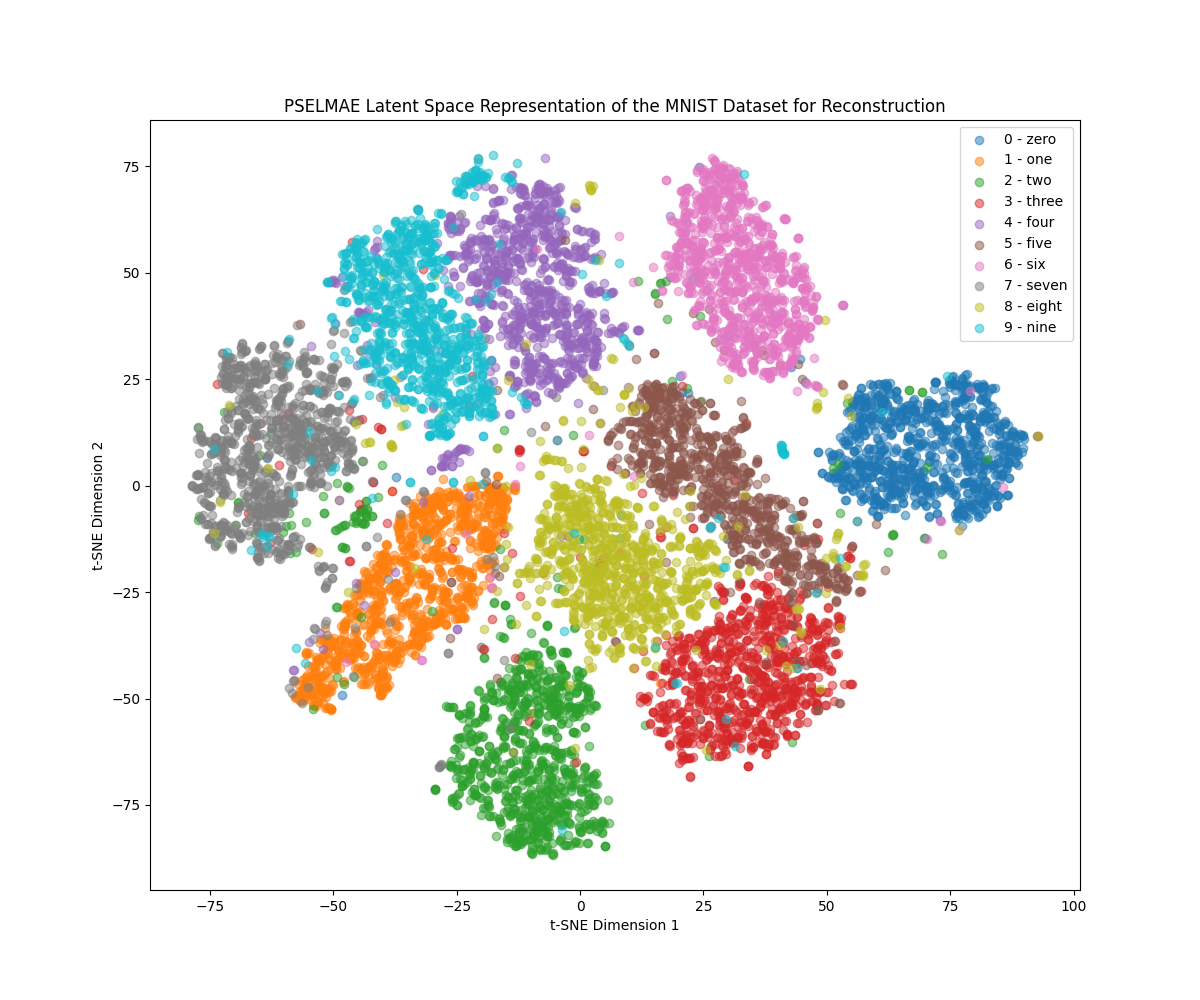 PSELMAE Latent Space Representation of the MNIST Dataset for Reconstruction
0 - zero
1 - one
2 - two
3 - three
4 - four
5 - five
6 - six
7 - seven
8 - eight
9 - nine
75
50
25
0
−25
−50
−75
t-SNE Dimension 2
−75
−50
−25
0
25
50
75
100
t-SNE Dimension 1